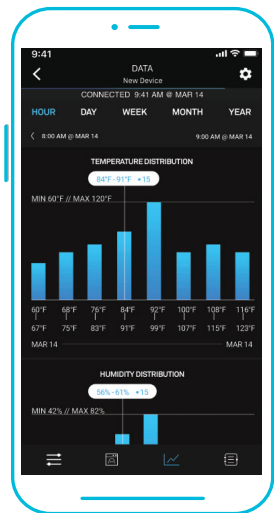 9:41
DATA
New Device
CONNECTED 9:41 AM @ MAR 14
HOUR DAY WEEK MONTH YEAR
8:00 AM @ MAR 14 9:00 AM @ MAR 14
TEMPERATURE DISTRIBUTION
84°F-91°F • 15
MIN 60°F // MAX 120°F
60°F 68°F 76°F 84°F 92°F 100°F 108°F 116°F
67°F 75°F 83°F 91°F 99°F 107°F 115°F 123°F
MAR 14 MAR 14
HUMIDITY DISTRIBUTION
56%-61% • 15
MIN 42% // MAX 82%